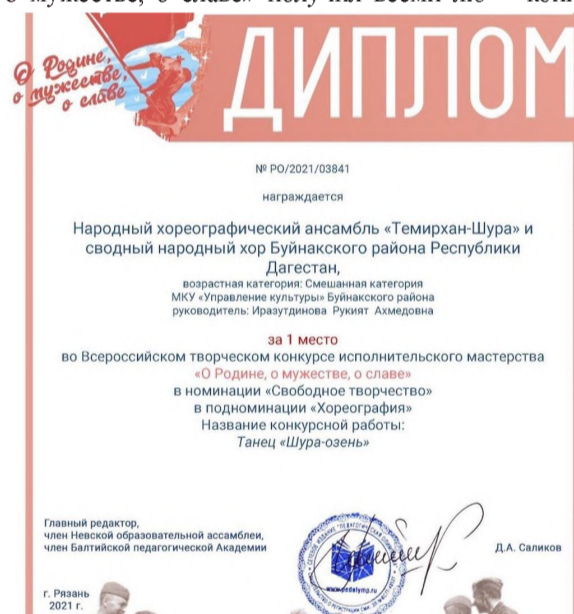 О Родине,
о мужестве,
о славе
ДИПЛОМ
№ РО/2021/03841
награждается
Народный хореографический ансамбль «Темирхан-Шура» и
сводный народный хор Буйнакского района Республики
Дагестан,
возрастная категория: Смешанная категория
МКУ «Управление культуры» Буйнакского района
руководитель: Иразутдинова Рукият Ахмедовна
за 1 место
во Всероссийском творческом конкурсе исполнительского мастерства
«О Родине, о мужестве, о славе»
в номинации «Свободное творчество»
в подноминации «Хореография»
Название конкурсной работы:
Танец «Шура-озень»
Главный редактор,
член Невской образовательной ассамблеи,
член Балтийской педагогической Академии
Д.А. Саликов
www.pedolymp.ru
г. Рязань
2021 г.